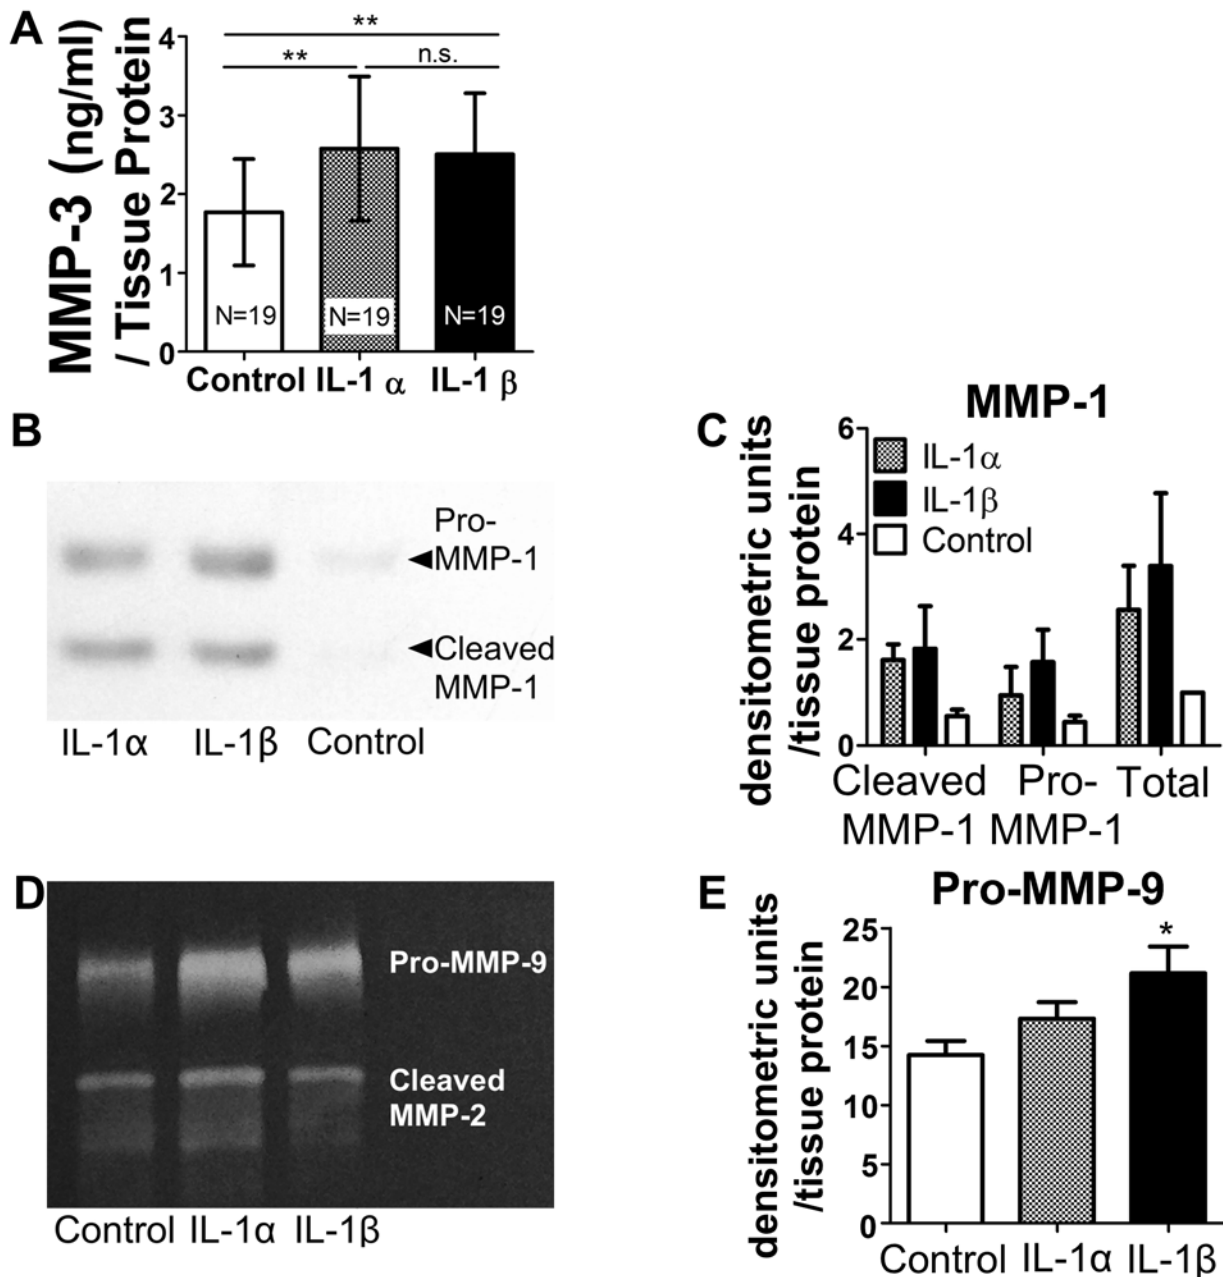 A
MMP-3 (ng/ml)
/ Tissue Protein
4
3
2
1
0
**
**
n.s.
N=19
N=19
N=19
Control
IL-1 α
IL-1 β
B
Pro-
MMP-1
Cleaved
MMP-1
IL-1α
IL-1β
Control
C
MMP-1
densitometric units
/tissue protein
6
4
2
0
IL-1α
IL-1β
Control
Cleaved
MMP-1
Pro-
MMP-1
Total
D
Pro-MMP-9
Cleaved
MMP-2
Control
IL-1α
IL-1β
E
Pro-MMP-9
densitometric units
/tissue protein
25
20
15
10
5
0
*
Control
IL-1α
IL-1β